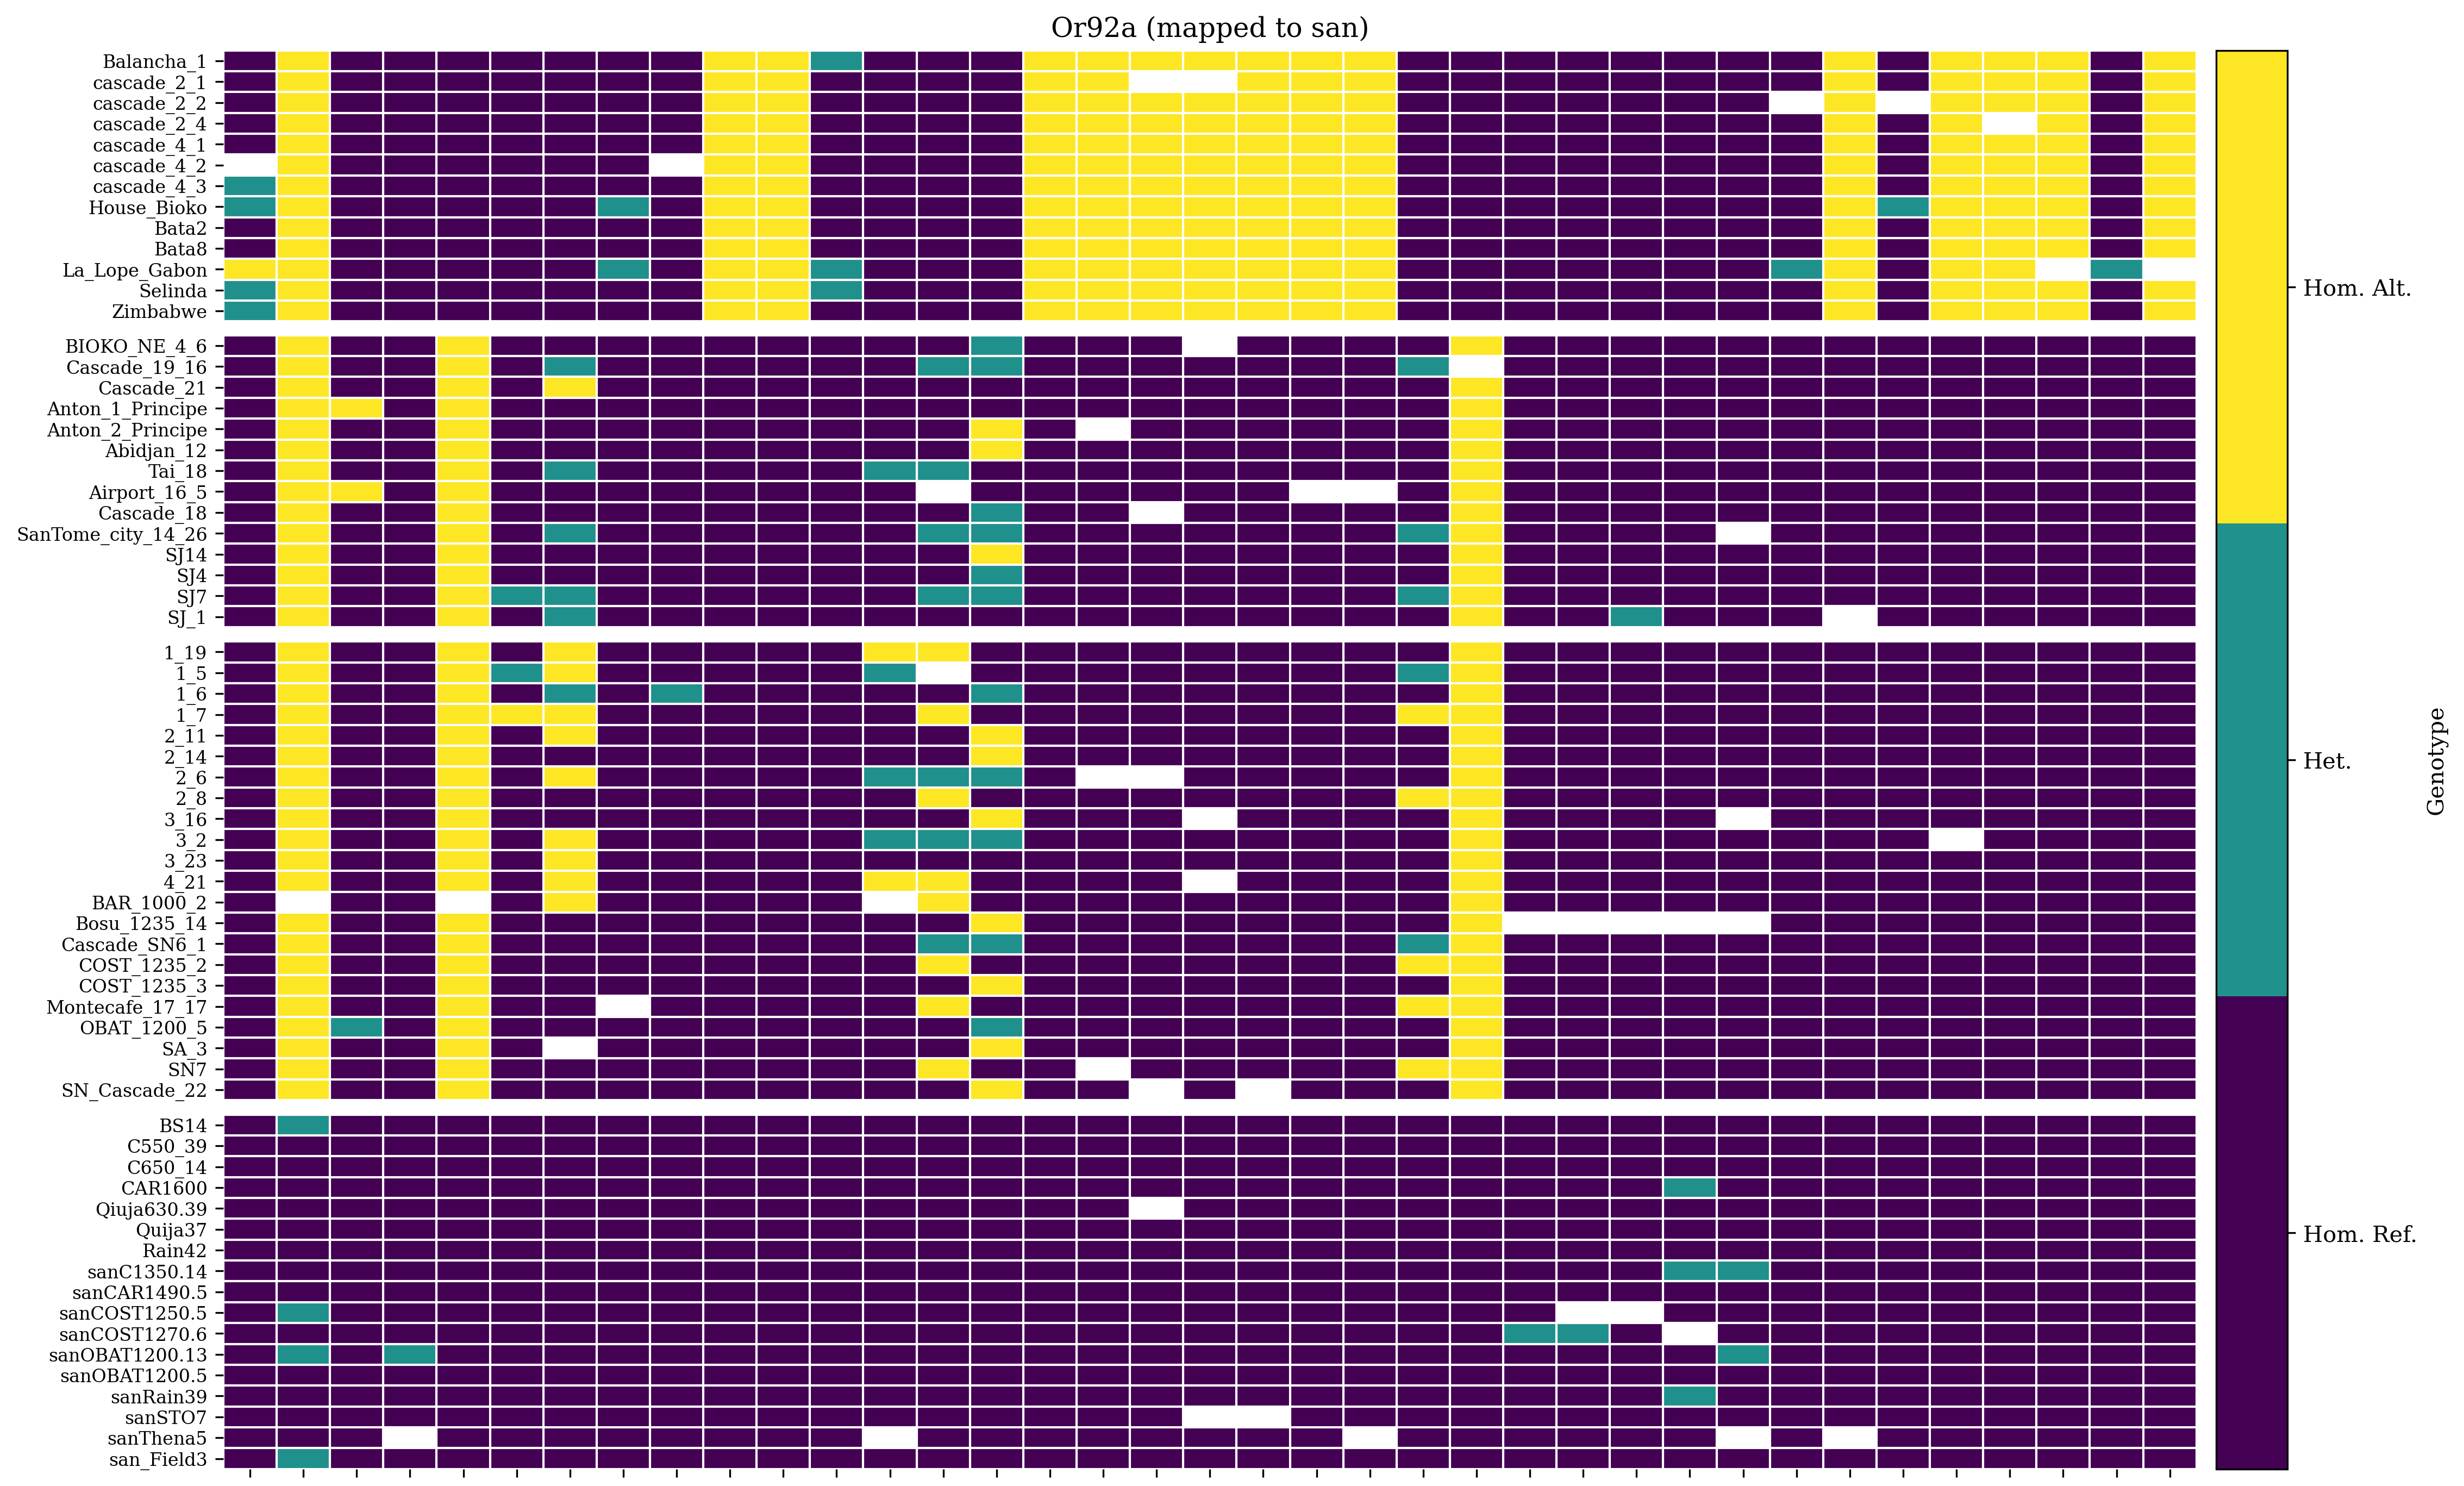 Or92a (mapped to san)
Balancha_1
cascade_2_1
cascade_2_2
cascade_2_4
cascade_4_1
cascade_4_2
cascade_4_3
House_Bioko
Bata2
Bata8
La_Lope_Gabon
Selinda
Zimbabwe
BIOKO_NE_4_6
Cascade_19_16
Cascade_21
Anton_1_Principe
Anton_2_Principe
Abidjan_12
Tai_18
Airport_16_5
Cascade_18
SanTome_city_14_26
SJ14
SJ4
SJ7
SJ_1
1_19
1_5
1_6
1_7
2_11
2_14
2_6
2_8
3_16
3_2
3_23
4_21
BAR_1000_2
Bosu_1235_14
Cascade_SN6_1
COST_1235_2
COST_1235_3
Montecafe_17_17
OBAT_1200_5
SA_3
SN7
SN_Cascade_22
BS14
C550_39
C650_14
CAR1600
Qiuja630.39
Quija37
Rain42
sanC1350.14
sanCAR1490.5
sanCOST1250.5
sanCOST1270.6
sanOBAT1200.13
sanOBAT1200.5
sanRain39
sanSTO7
sanThena5
san_Field3
Hom. Alt.
Het.
Hom. Ref.
Genotype